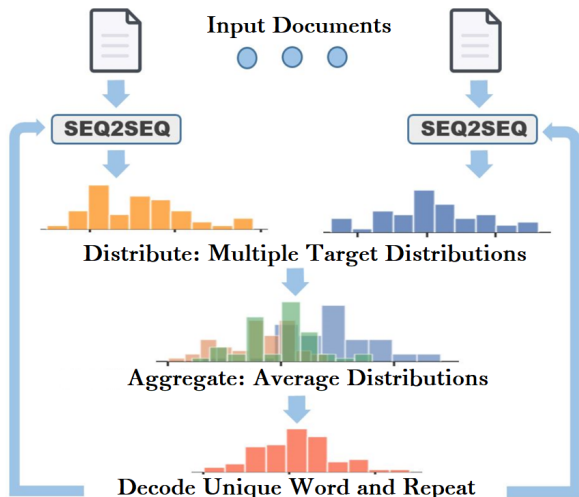 Input Documents
SEQ2SEQ
SEQ2SEQ
Distribute: Multiple Target Distributions
Aggregate: Average Distributions
Decode Unique Word and Repeat